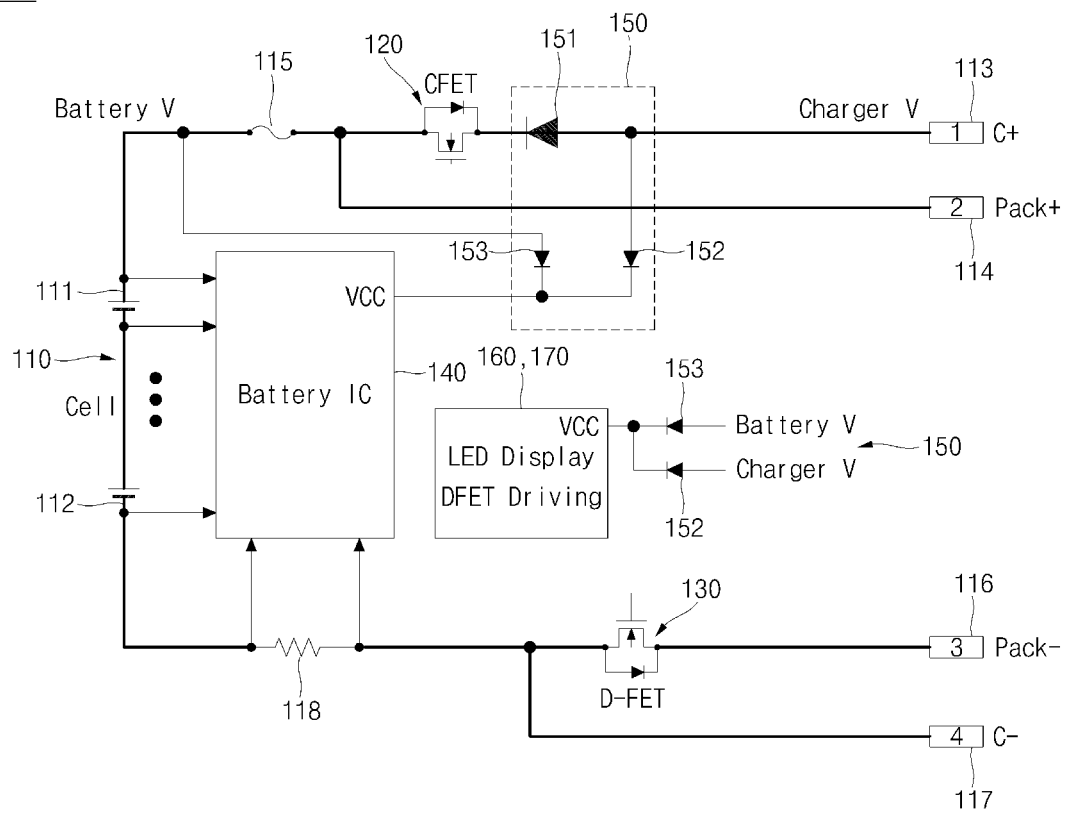 151
150
120
115
113
CFET
Battery V
Charger V
1 C+
2 Pack+
153
152
114
111
VCC
110
160,170
140
153
Battery IC
Cell
VCC
Battery V
LED Display
150
Charger V
DFET Driving
112
152
130
116
3 Pack-
118
D-FET
4 C-
117